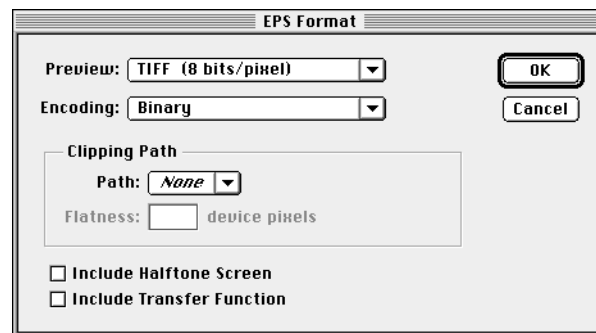 EPS Format
Preview: TIFF (8 bits/pixel)
OK
Encoding: Binary
Cancel
Clipping Path
Path: None
Flatness: device pixels
Include Halftone Screen
Include Transfer Function